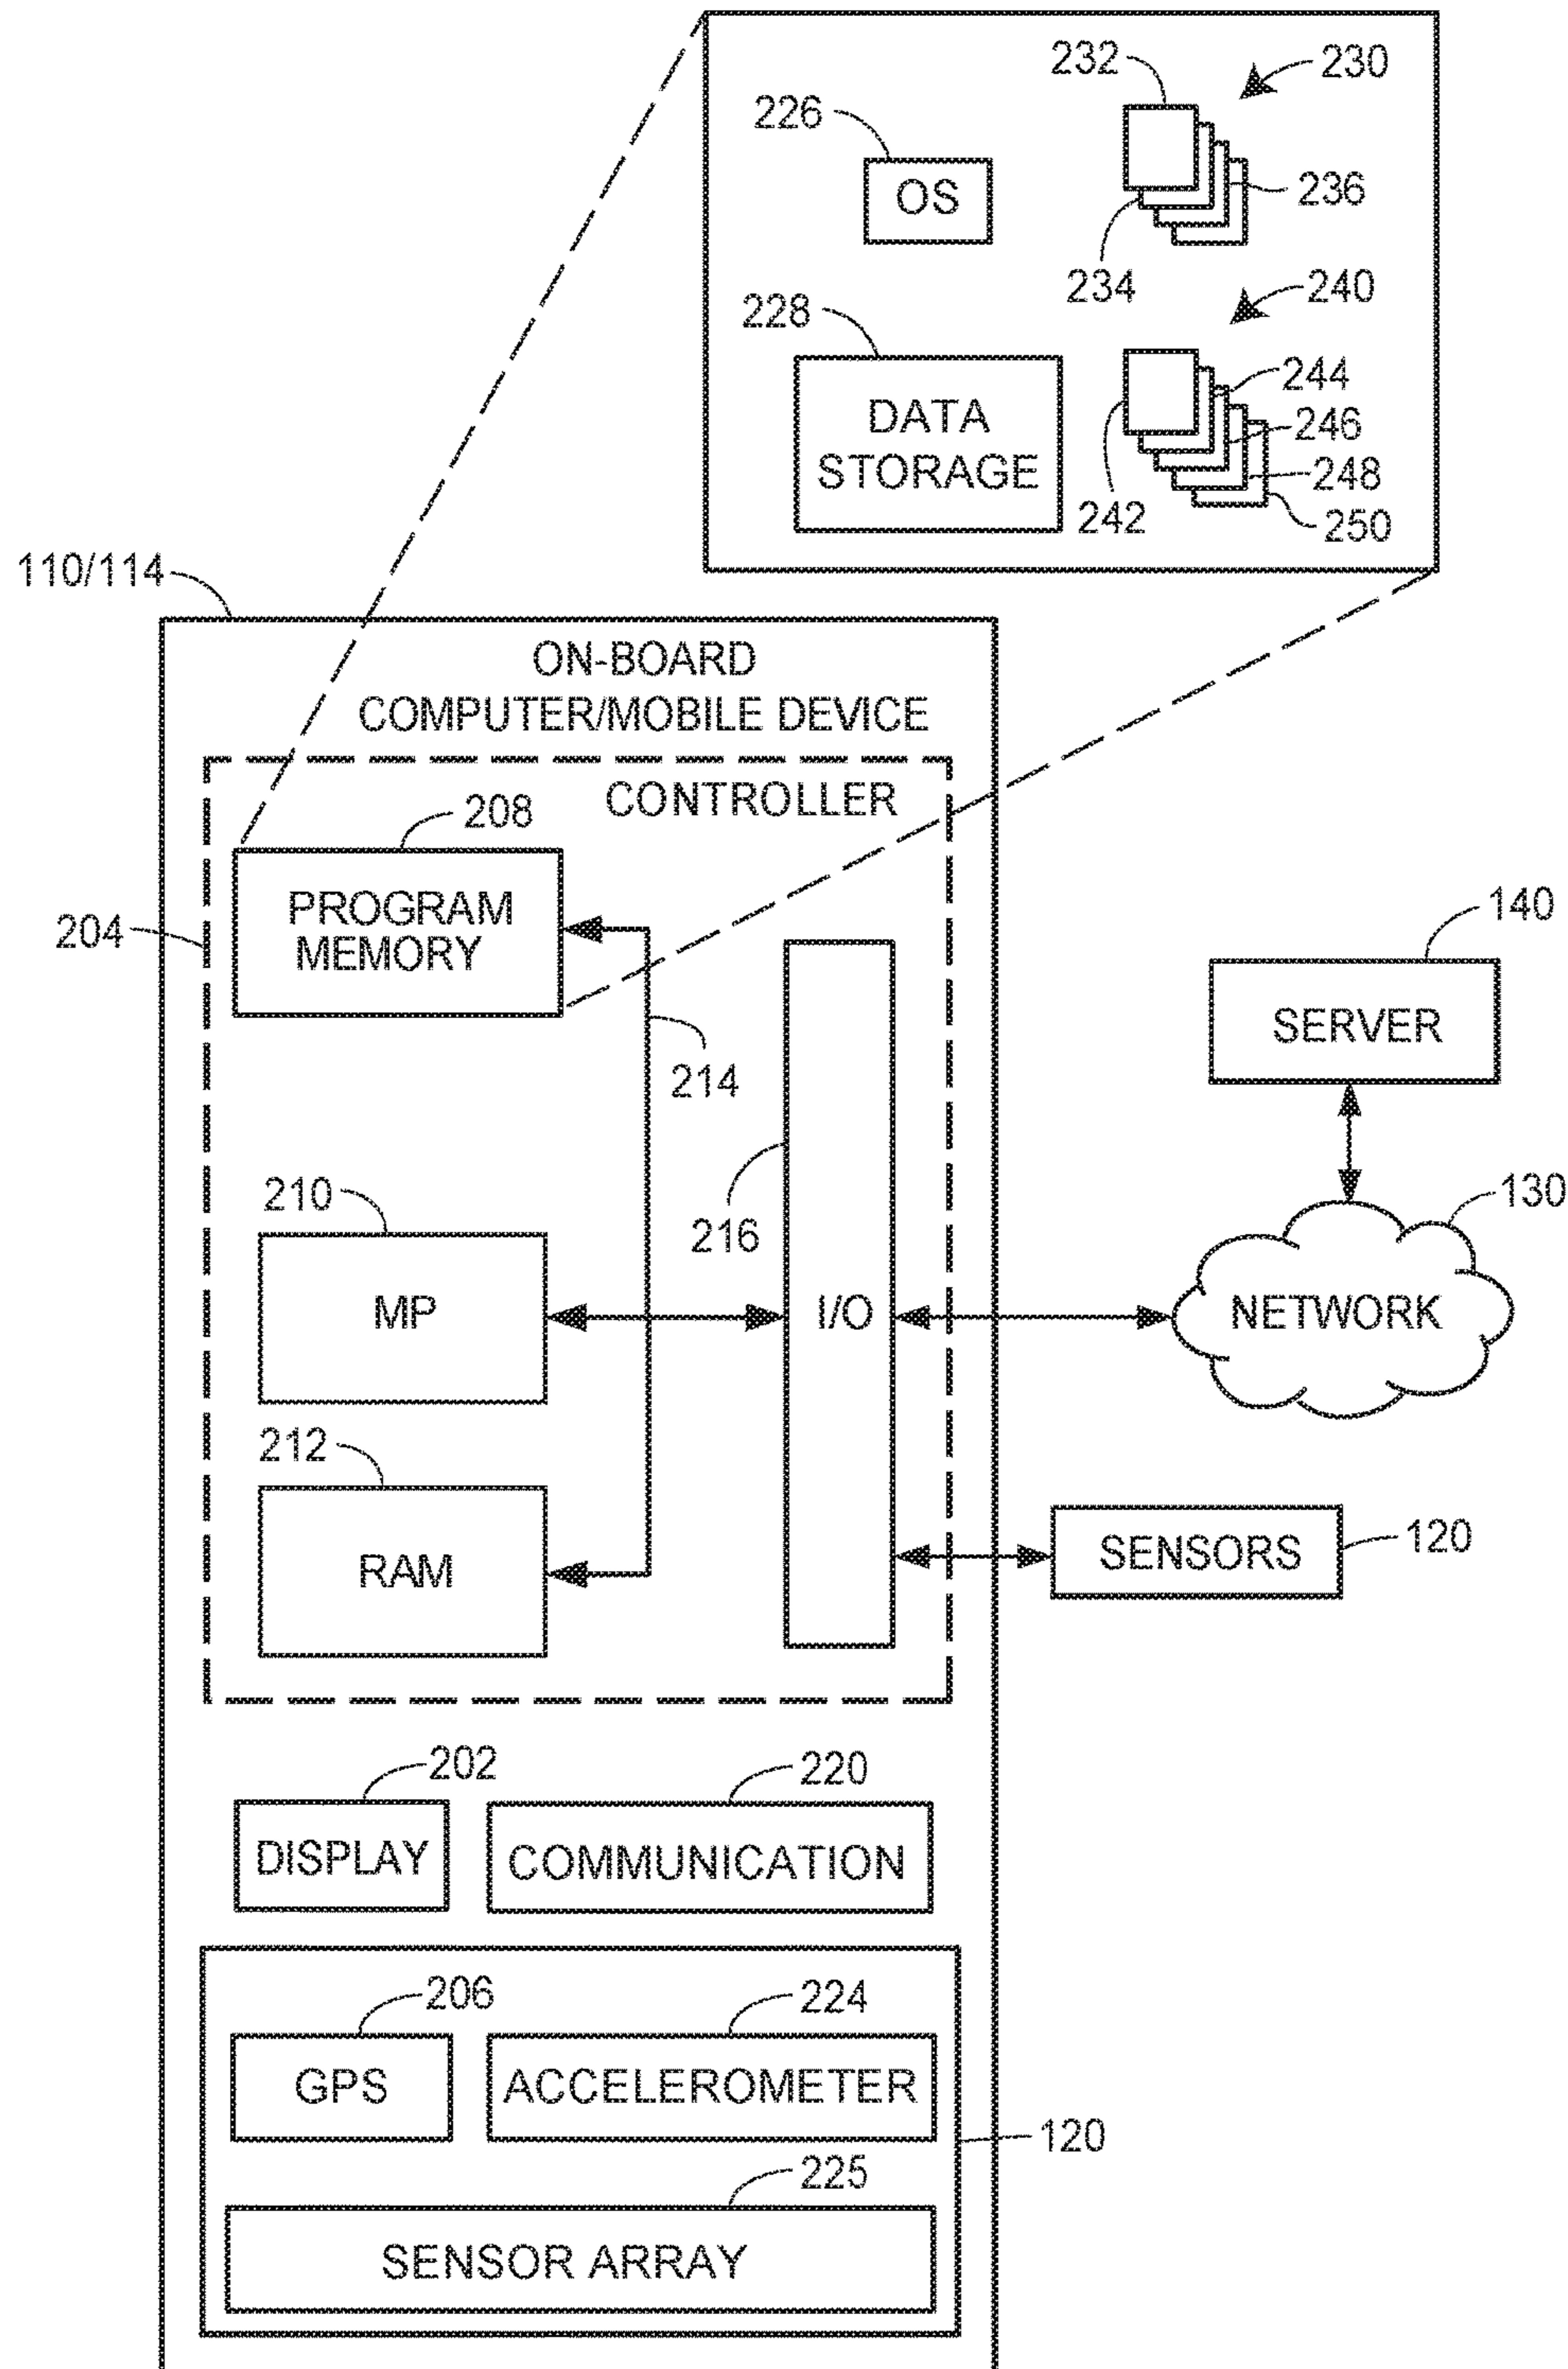 232
230
226
OS
236
234
240
228
244
DATA
STORAGE
246
248
242
250
110/114
ON-BOARD
COMPUTER/MOBILE DEVICE
CONTROLLER
208
PROGRAM
MEMORY
204
140
SERVER
214
210
216
130
MP
I/O
NETWORK
212
RAM
SENSORS
120
202
220
DISPLAY
COMMUNICATION
206
224
GPS
ACCELEROMETER
120
225
SENSOR ARRAY